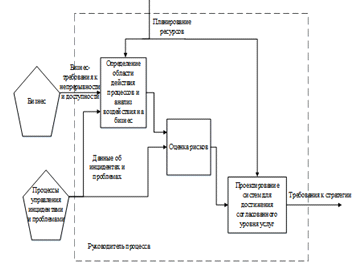 Планирование
ресурсов
Бизнес-
требования к
непрерывности
и доступности
Определение
области
действия
процессов и
анализ
воздействия на
бизнес
Бизнес
Данные об
инцидентах и
проблемах
Оценка рисков
Процессы
управления
инцидентами
и проблемами
Проектирование
систем для
достижения
согласованного
уровня услуг
Требования к стратегии
Руководитель процесса